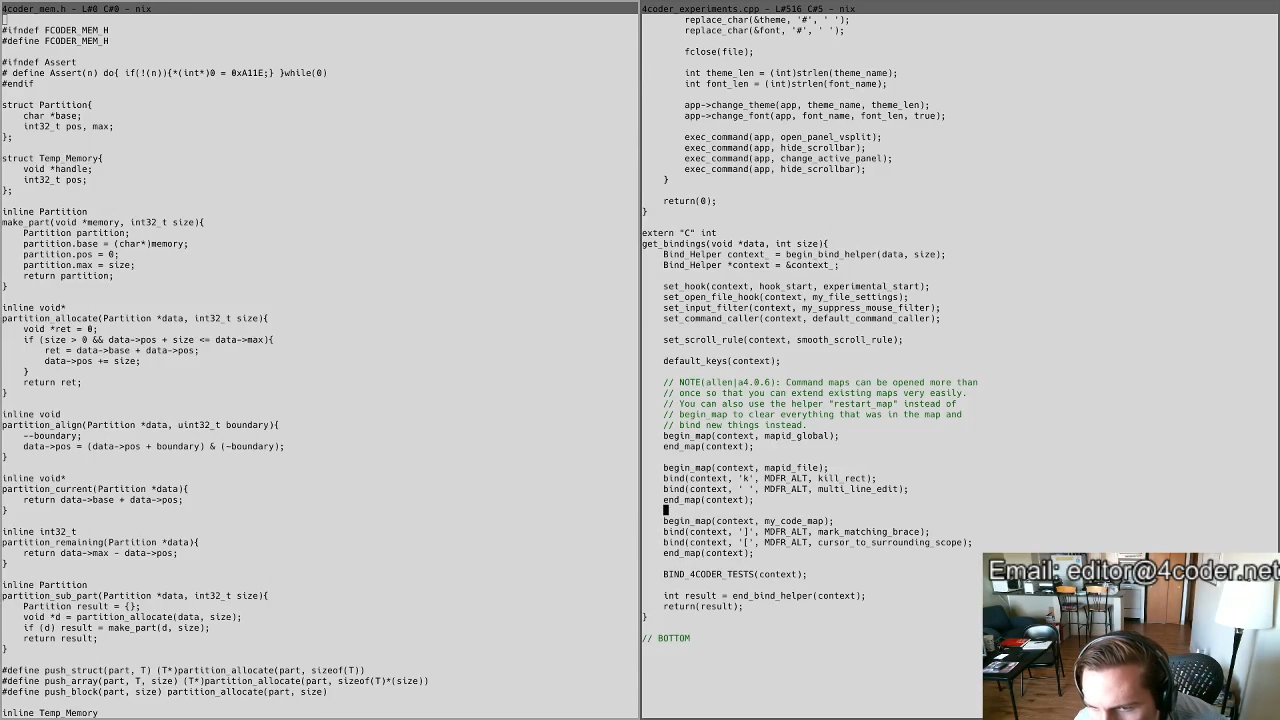 4coder_mem.h - L#0 C#0 - nix
#ifndef FCODER_MEM_H
#define FCODER_MEM_H
#ifndef Assert
# define Assert(n) do{ if(!(n)){*(int*)0 = 0xA11E;} }while(0)
#endif
struct Partition{
char *base;
int32_t pos, max;
};
struct Temp_Memory{
void *handle;
int32_t pos;
};
inline Partition
make_part(void *memory, int32_t size){
Partition partition;
partition.base = (char*)memory;
partition.pos = 0;
partition.max = size;
return partition;
}
inline void*
partition_allocate(Partition *data, int32_t size){
void *ret = 0;
if (size > 0 && data->pos + size <= data->max){
ret = data->base + data->pos;
data->pos += size;
}
return ret;
}
inline void
partition_align(Partition *data, uint32_t boundary){
--boundary;
data->pos = (data->pos + boundary) & (~boundary);
}
inline void*
partition_current(Partition *data){
return data->base + data->pos;
}
inline int32_t
partition_remaining(Partition *data){
return data->max - data->pos;
}
inline Partition
partition_sub_part(Partition *data, int32_t size){
Partition result = {};
void *d = partition_allocate(data, size);
if (d) result = make_part(d, size);
return result;
}
#define push_struct(part, T) (T*)partition_allocate(part, sizeof(T))
#define push_array(part, T, size) (T*)partition_allocate(part, sizeof(T)*(size))
#define push_block(part, size) partition_allocate(part, size)
inline Temp_Memory
4coder_experiments.cpp - L#516 C#5 - nix
replace_char(&theme, '#', ' ');
replace_char(&font, '#', ' ');
fclose(file);
int theme_len = (int)strlen(theme_name);
int font_len = (int)strlen(font_name);
app->change_theme(app, theme_name, theme_len);
app->change_font(app, font_name, font_len, true);
exec_command(app, open_panel_vsplit);
exec_command(app, hide_scrollbar);
exec_command(app, change_active_panel);
exec_command(app, hide_scrollbar);
}
return(0);
}
extern "C" int
get_bindings(void *data, int size){
Bind_Helper context_ = begin_bind_helper(data, size);
Bind_Helper *context = &context_;
set_hook(context, hook_start, experimental_start);
set_open_file_hook(context, my_file_settings);
set_input_filter(context, my_suppress_mouse_filter);
set_command_caller(context, default_command_caller);
set_scroll_rule(context, smooth_scroll_rule);
default_keys(context);
// NOTE(allen|a4.0.6): Command maps can be opened more than
// once so that you can extend existing maps very easily.
// You can also use the helper "restart_map" instead of
// begin_map to clear everything that was in the map and
// bind new things instead.
begin_map(context, mapid_global);
end_map(context);
begin_map(context, mapid_file);
bind(context, 'k', MDFR_ALT, kill_rect);
bind(context, ' ', MDFR_ALT, multi_line_edit);
end_map(context);
begin_map(context, my_code_map);
bind(context, ']', MDFR_ALT, mark_matching_brace);
bind(context, '[', MDFR_ALT, cursor_to_surrounding_scope);
end_map(context);
BIND_4CODER_TESTS(context);
int result = end_bind_helper(context);
return(result);
}
// BOTTOM
Email: editor@4coder.net